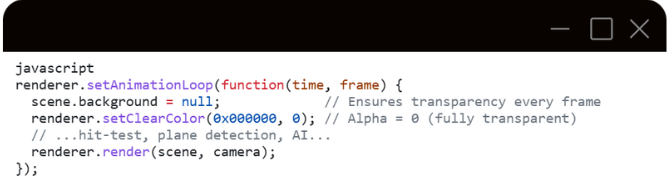 javascript
renderer.setAnimationLoop(function(time, frame) {
  scene.background = null;              // Ensures transparency every frame
  renderer.setClearColor(0x000000, 0); // Alpha = 0 (fully transparent)
  // ...hit-test, plane detection, AI...
  renderer.render(scene, camera);
});